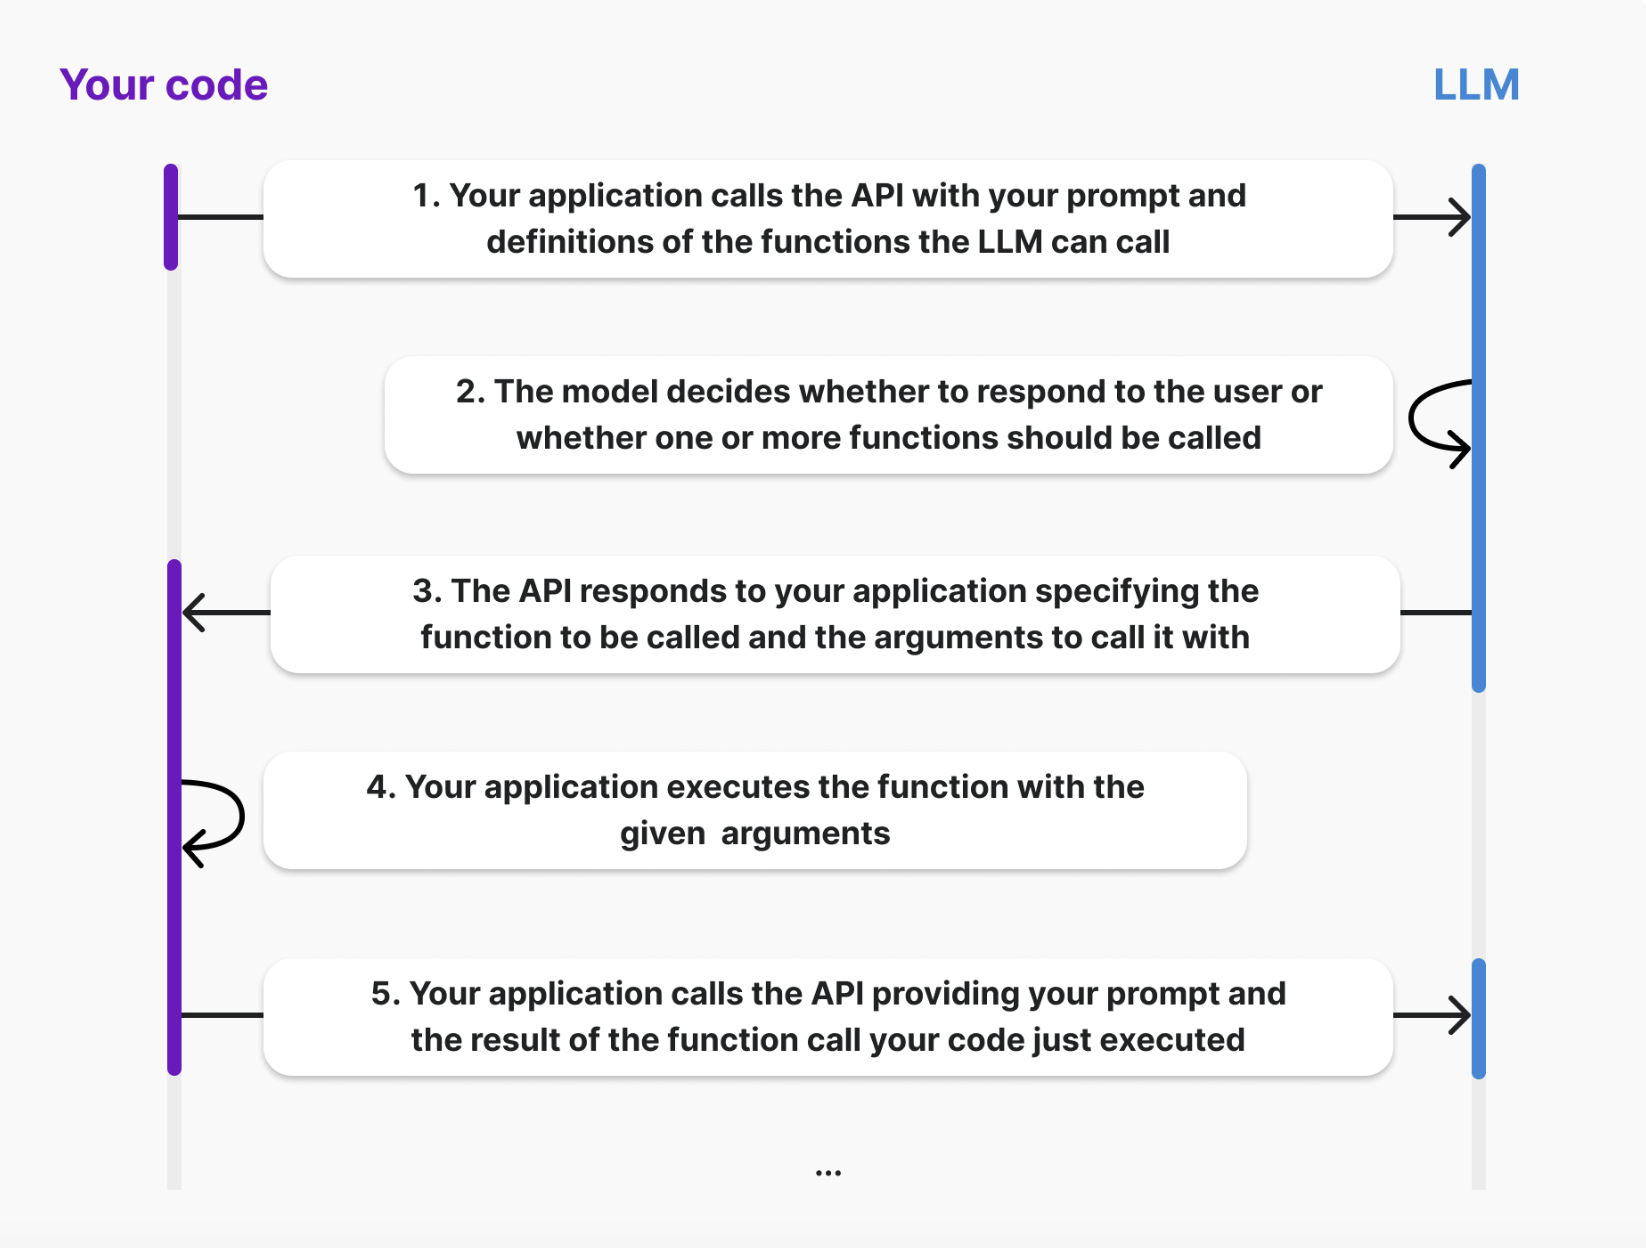 Your code
LLM
1. Your application calls the API with your prompt and
definitions of the functions the LLM can call
2. The model decides whether to respond to the user or
whether one or more functions should be called
3. The API responds to your application specifying the
function to be called and the arguments to call it with
4. Your application executes the function with the
given  arguments
5. Your application calls the API providing your prompt and
the result of the function call your code just executed
...